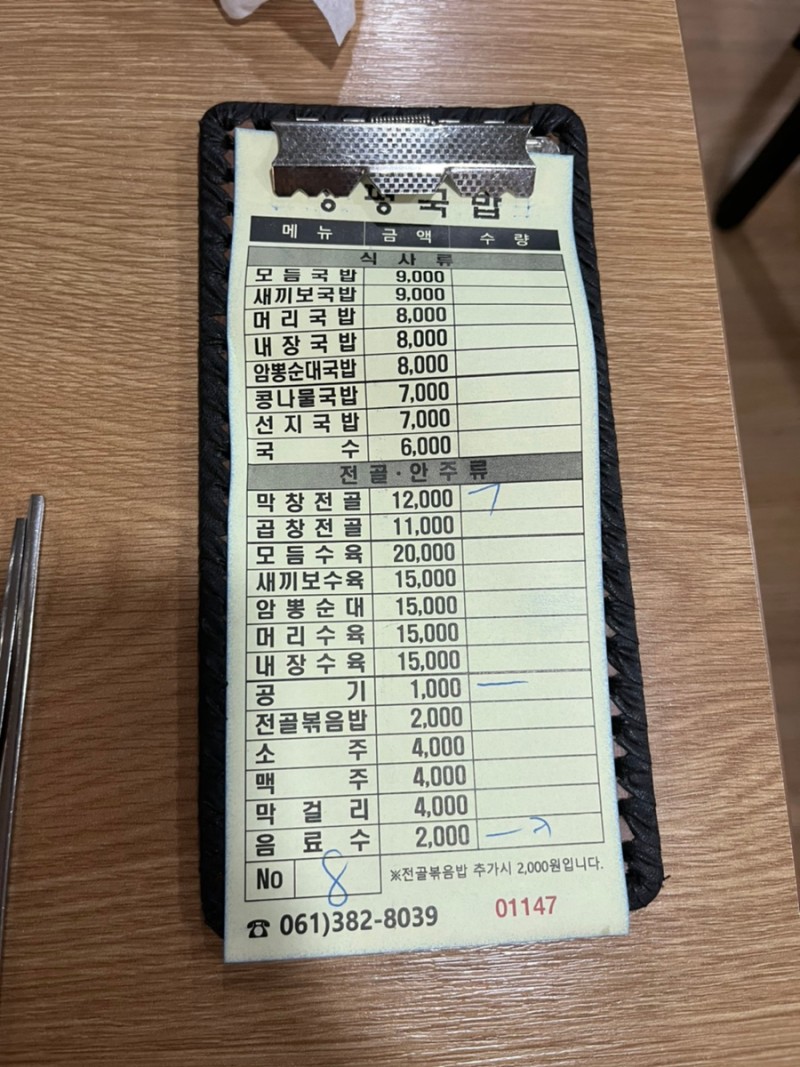 국밥
메뉴 금액 수량
식사류
모듬국밥 9,000
새끼보국밥 9,000
머리국밥 8,000
내장국밥 8,000
암뽕순대국밥 8,000
콩나물국밥 7,000
선지국밥 7,000
국수 6,000
전골·안주류
막창전골 12,000
곱창전골 11,000
모듬수육 20,000
새끼보수육 15,000
암뽕순대 15,000
머리수육 15,000
내장수육 15,000
공기 1,000 一
전골볶음밥 2,000
소주 4,000
맥주 4,000
막걸리 4,000
음료수 2,000
No 8 ※전골볶음밥 추가시 2,000원입니다.
☎ 061)382-8039 01147